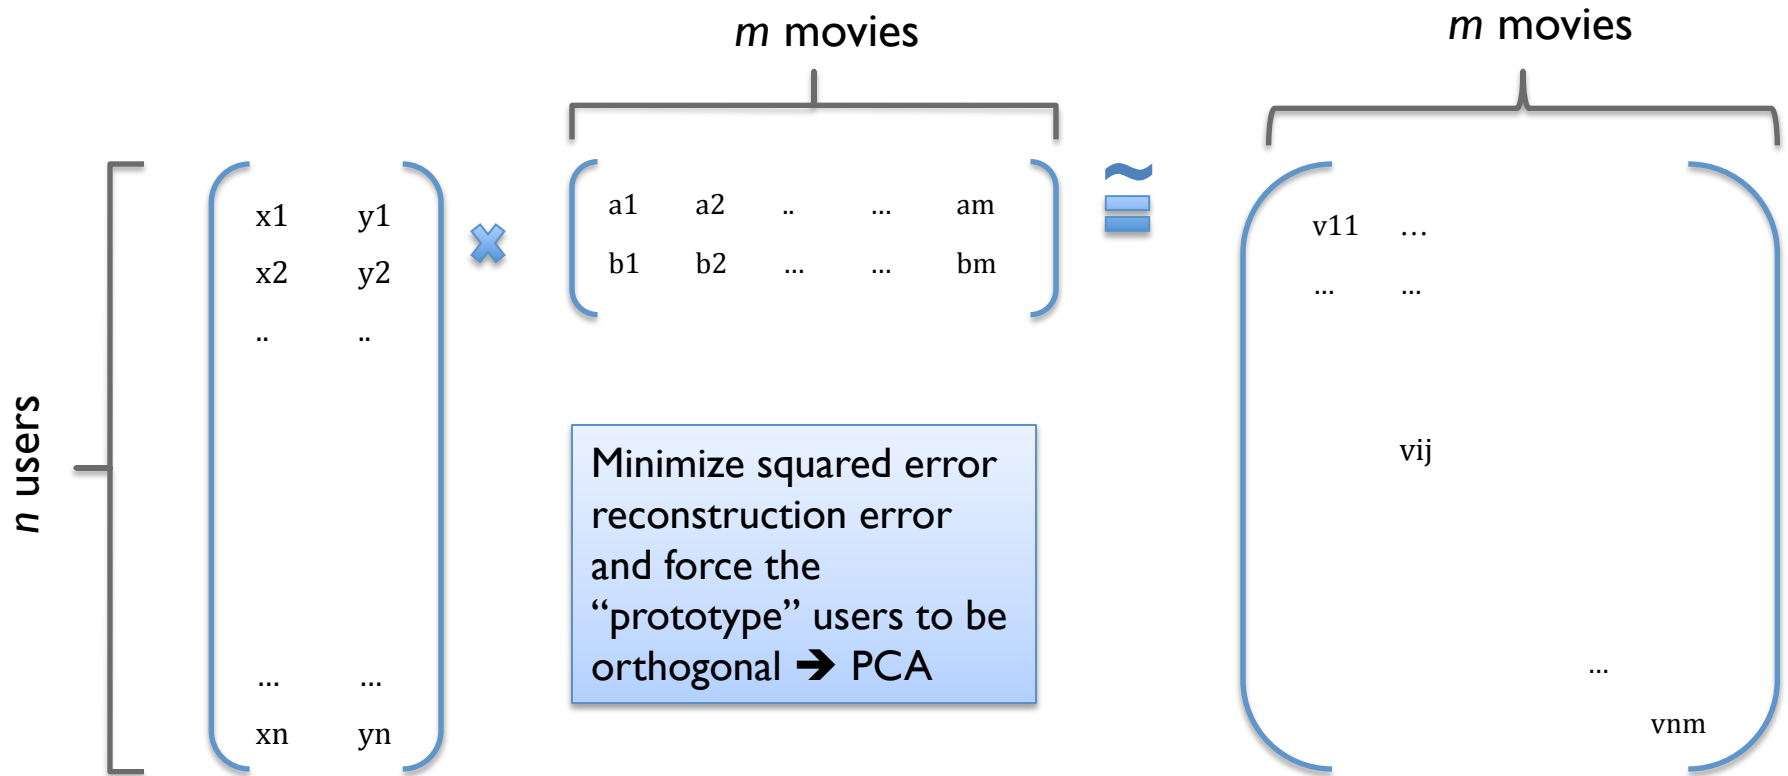 m movies
m movies
n users
x1 y1
x2 y2
.. ..
... ...
xn yn
a1 a2 .. ... am
b1 b2 ... ... bm
≅
v11 ...
... ...
vij
...
vnm
Minimize squared error
reconstruction error
and force the
“prototype” users to be
orthogonal ➔ PCA